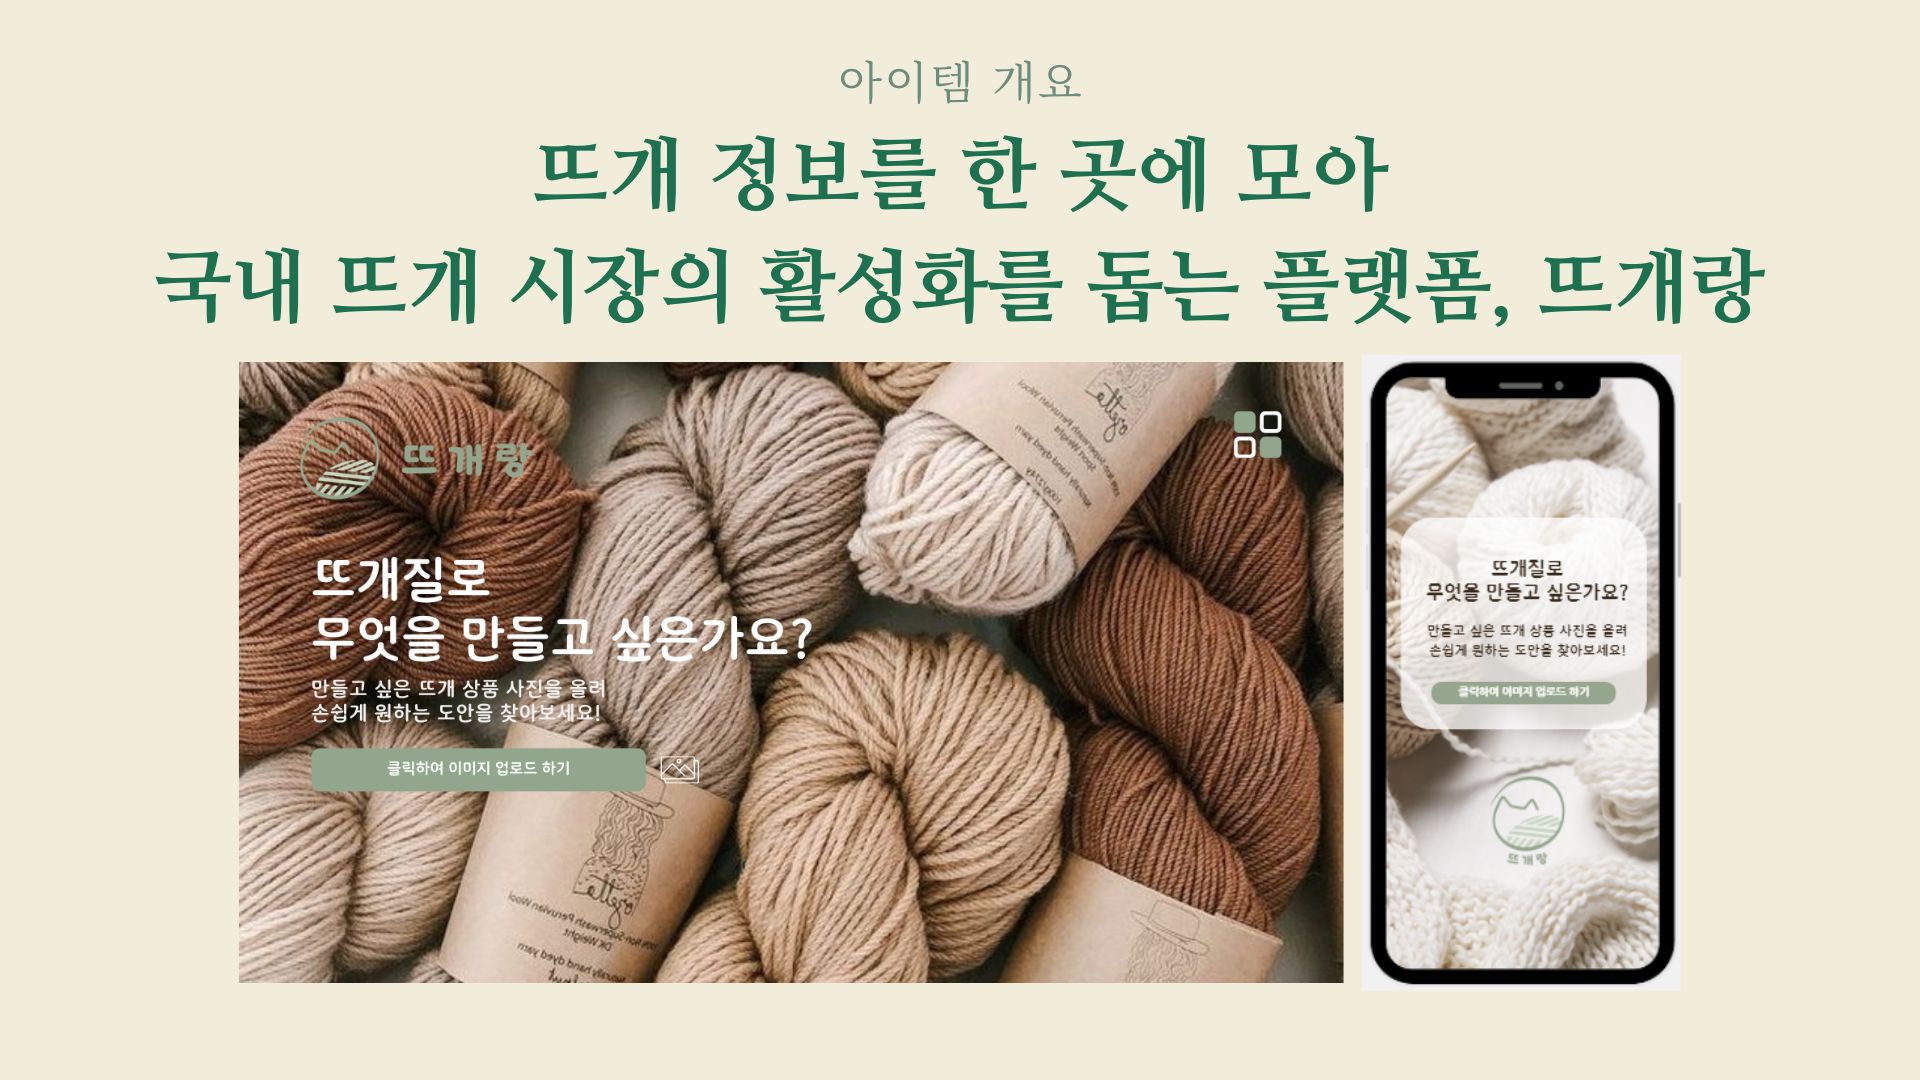 아이템 개요
뜨개 정보를 한 곳에 모아
국내 뜨개 시장의 활성화를 돕는 플랫폼, 뜨개랑
뜨개랑
뜨개질로
무엇을 만들고 싶은가요?
만들고 싶은 뜨개 상품 사진을 올려
손쉽게 원하는 도안을 찾아보세요!
클릭하여 이미지 업로드 하기
뜨개질로
무엇을 만들고 싶은가요?
만들고 싶은 뜨개 상품 사진을 올려
손쉽게 원하는 도안을 찾아보세요!
클릭하여 이미지 업로드 하기
뜨개랑